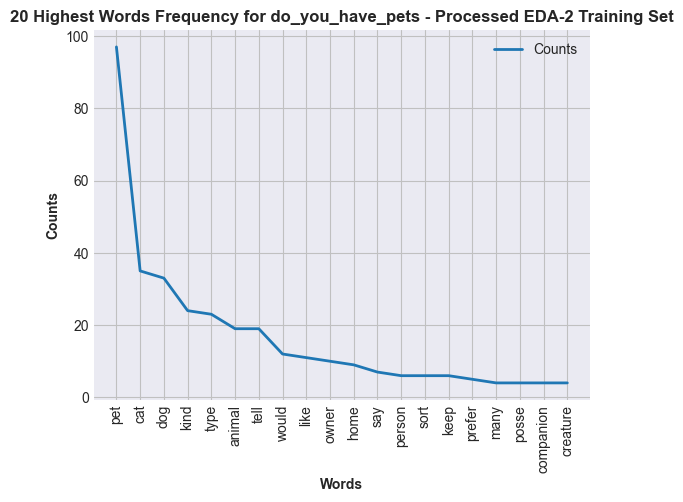 20 Highest Words Frequency for do_you_have_pets - Processed EDA-2 Training Set
Counts
100
80
60
40
20
0
Counts
pet
cat
dog
kind
type
animal
tell
would
like
owner
home
say
person
sort
keep
prefer
many
posse
companion
creature
Words